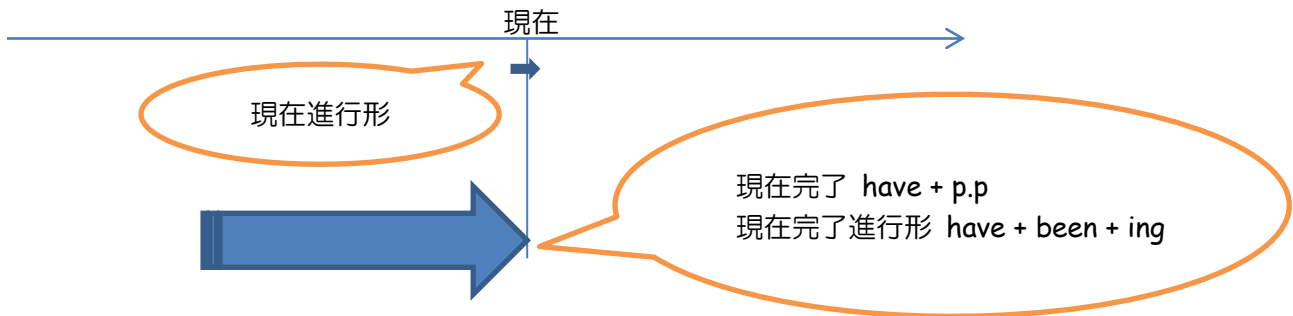 現在
現在進行形
現在完了 have + p.p
現在完了進行形 have + been + ing